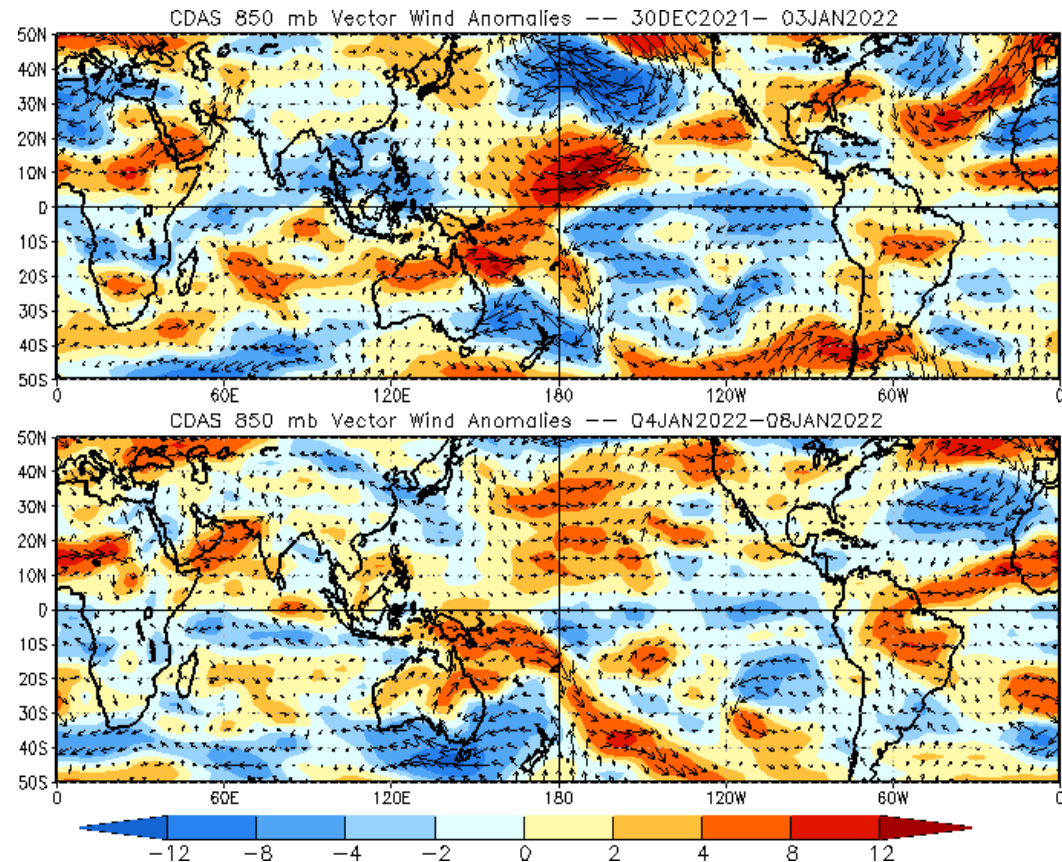 CDAS 850 mb Vector Wind Anomalies -- 30DEC2021- 03JAN2022
50N
40N
30N
20N
10N
0
10S
20S
30S
40S
50S
0 60E 120E 180 120W 60W 0
CDAS 850 mb Vector Wind Anomalies -- 04JAN2022-08JAN2022
50N
40N
30N
20N
10N
0
10S
20S
30S
40S
50S
0 60E 120E 180 120W 60W 0
-12 -8 -4 -2 0 2 4 8 12